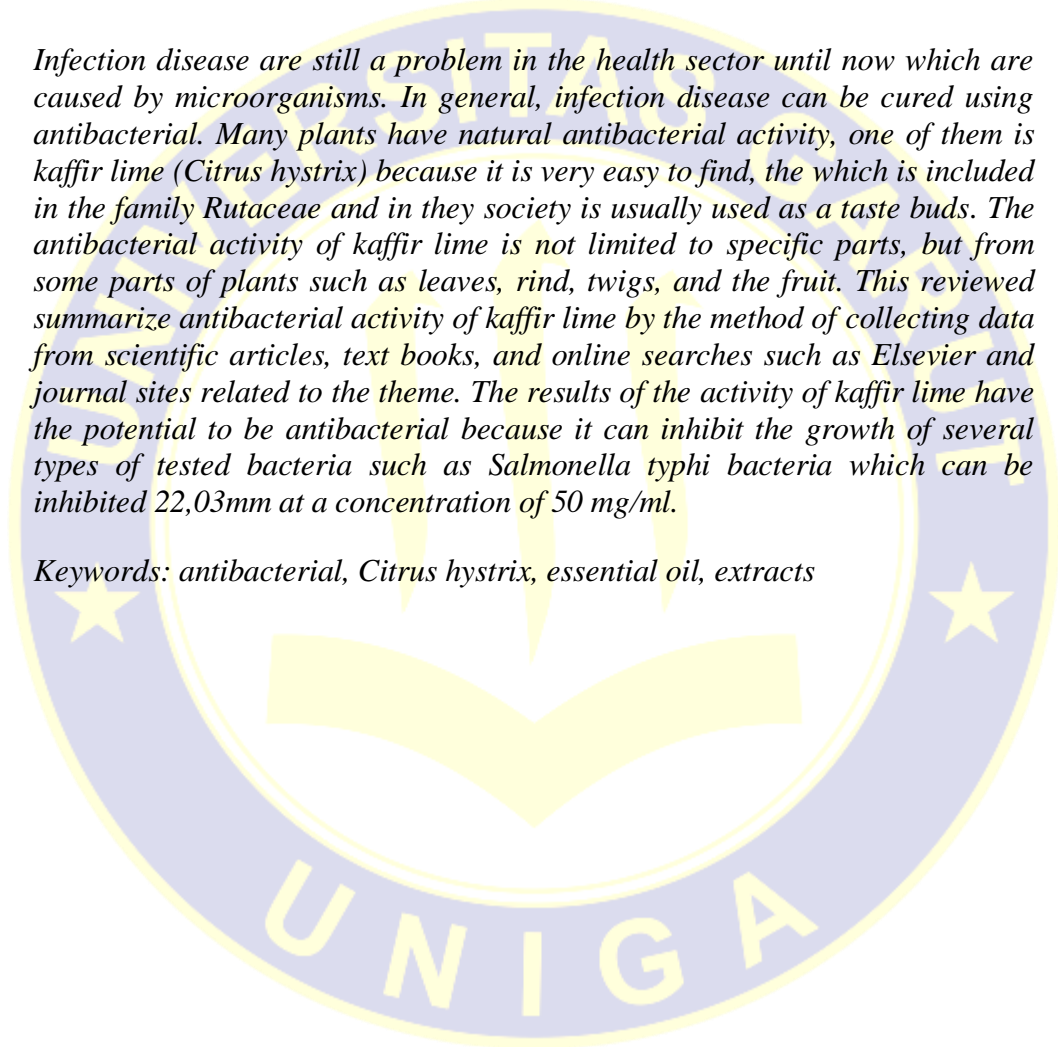 Infection disease are still a problem in the health sector until now which are
caused by microorganisms. In general, infection disease can be cured using
antibacterial. Many plants have natural antibacterial activity, one of them is
kaffir lime (Citrus hystrix) because it is very easy to find, the which is included
in the family Rutaceae and in they society is usually used as a taste buds. The
antibacterial activity of kaffir lime is not limited to specific parts, but from
some parts of plants such as leaves, rind, twigs, and the fruit. This reviewed
summarize antibacterial activity of kaffir lime by the method of collecting data
from scientific articles, text books, and online searches such as Elsevier and
journal sites related to the theme. The results of the activity of kaffir lime have
the potential to be antibacterial because it can inhibit the growth of several
types of tested bacteria such as Salmonella typhi bacteria which can be
inhibited 22,03mm at a concentration of 50 mg/ml.
Keywords: antibacterial, Citrus hystrix, essential oil, extracts
UNIVERSITAS GARUT
UNIGA